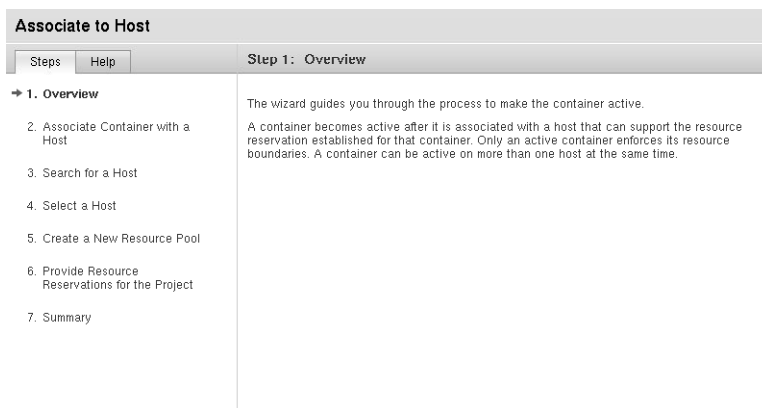 Associate to Host
Steps
Help
Step 1: Overview
1. Overview
2. Associate Container with a
Host
3. Search for a Host
4. Select a Host
5. Create a New Resource Pool
6. Provide Resource
Reservations for the Project
7. Summary
The wizard guides you through the process to make the container active.
A container becomes active after it is associated with a host that can support the resource
reservation established for that container. Only an active container enforces its resource
boundaries. A container can be active on more than one host at the same time.